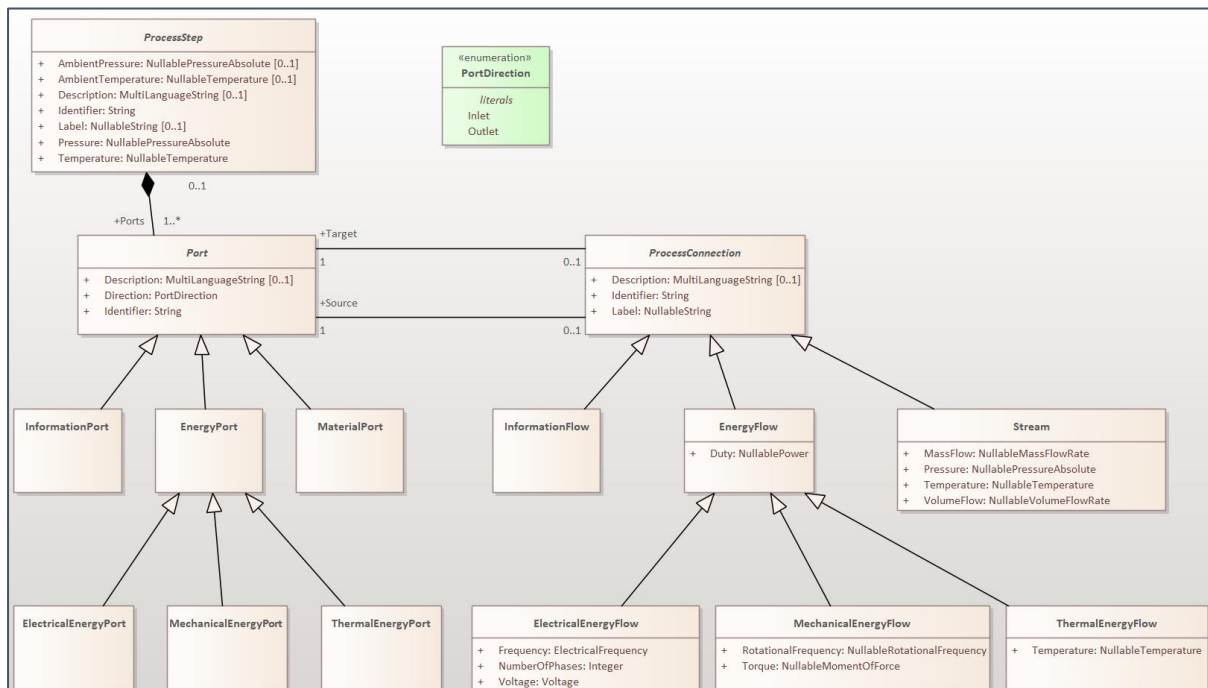 ProcessStep
+ AmbientPressure: NullablePressureAbsolute [0..1]
+ AmbientTemperature: NullableTemperature [0..1]
+ Description: MultiLanguageString [0..1]
+ Identifier: String
+ Label: NullableString [0..1]
+ Pressure: NullablePressureAbsolute
+ Temperature: NullableTemperature
«enumeration»
PortDirection
literals
Inlet
Outlet
0..1
+Ports 1..*
Port
+ Description: MultiLanguageString [0..1]
+ Direction: PortDirection
+ Identifier: String
+Target
1
0..1
+Source
1
0..1
ProcessConnection
+ Description: MultiLanguageString [0..1]
+ Identifier: String
+ Label: NullableString
InformationPort
EnergyPort
MaterialPort
InformationFlow
EnergyFlow
+ Duty: NullablePower
Stream
+ MassFlow: NullableMassFlowRate
+ Pressure: NullablePressureAbsolute
+ Temperature: NullableTemperature
+ VolumeFlow: NullableVolumeFlowRate
ElectricalEnergyPort
MechanicalEnergyPort
ThermalEnergyPort
ElectricalEnergyFlow
+ Frequency: ElectricalFrequency
+ NumberOfPhases: Integer
+ Voltage: Voltage
MechanicalEnergyFlow
+ RotationalFrequency: NullableRotationalFrequency
+ Torque: NullableMomentOfForce
ThermalEnergyFlow
+ Temperature: NullableTemperature